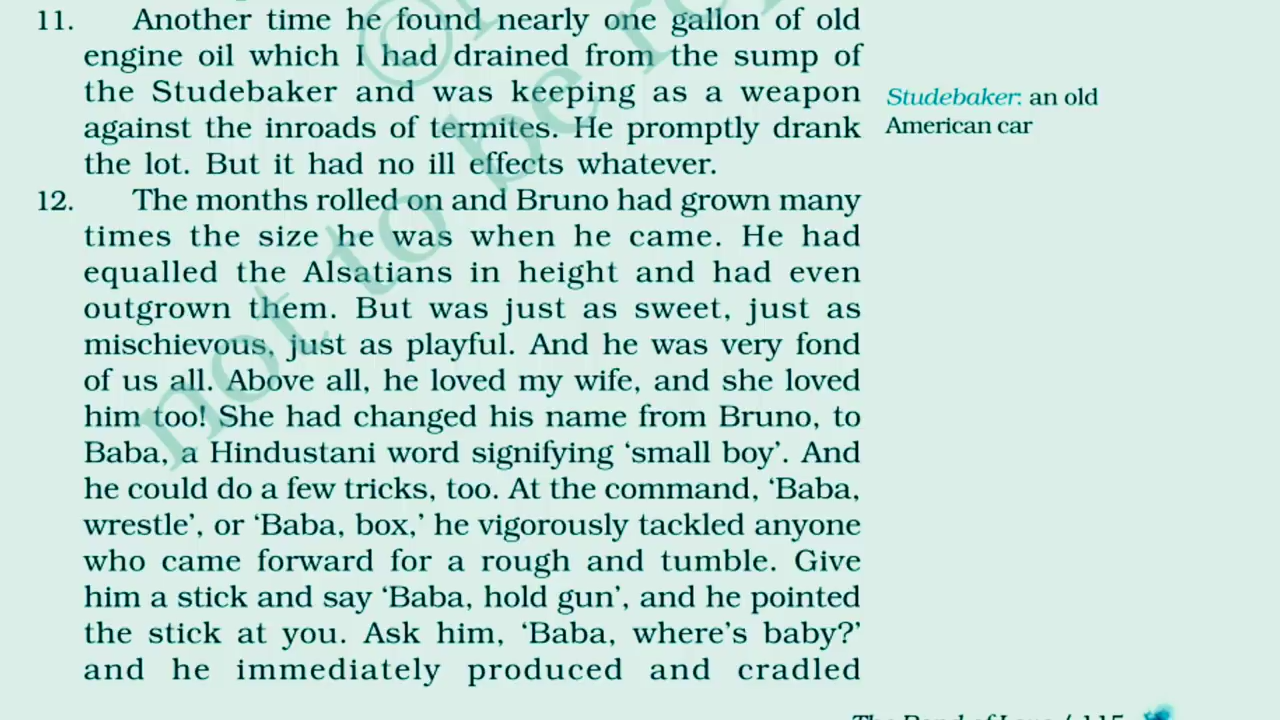 11. Another time he found nearly one gallon of old
engine oil which I had drained from the sump of
the Studebaker and was keeping as a weapon
against the inroads of termites. He promptly drank
the lot. But it had no ill effects whatever.
Studebaker: an old
American car
12. The months rolled on and Bruno had grown many
times the size he was when he came. He had
equalled the Alsatians in height and had even
outgrown them. But was just as sweet, just as
mischievous, just as playful. And he was very fond
of us all. Above all, he loved my wife, and she loved
him too! She had changed his name from Bruno, to
Baba, a Hindustani word signifying ‘small boy’. And
he could do a few tricks, too. At the command, ‘Baba,
wrestle’, or ‘Baba, box,’ he vigorously tackled anyone
who came forward for a rough and tumble. Give
him a stick and say ‘Baba, hold gun’, and he pointed
the stick at you. Ask him, ‘Baba, where’s baby?’
and he immediately produced and cradled
The Bond of Love / 115
©
not to be re